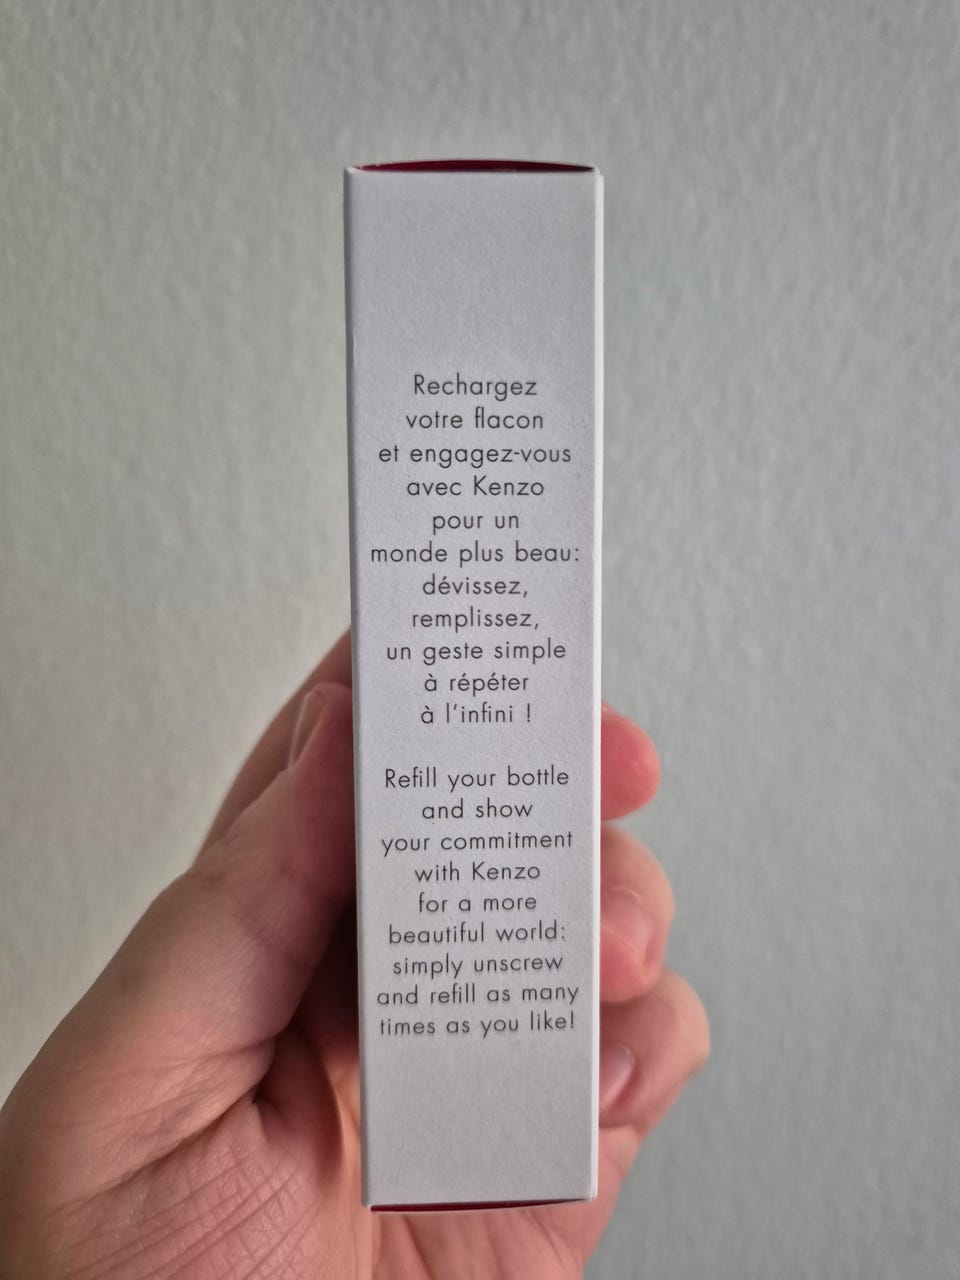 Rechargez
votre flacon
et engagez-vous
avec Kenzo
pour un
monde plus beau:
dévissez,
remplissez,
un geste simple
à répéter
à l'infini !
Refill your bottle
and show
your commitment
with Kenzo
for a more
beautiful world:
simply unscrew
and refill as many
times as you like!